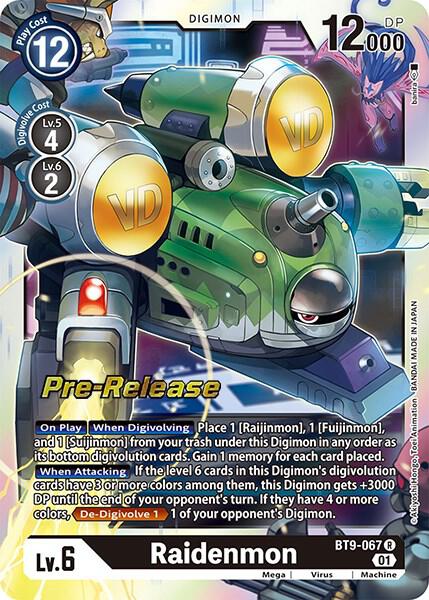 DIGIMON
Play Cost
12
DP
12000
banira
Digivolve Cost
Lv.5
4
Lv.6
2
VD
VD
Pre-Release
On Play When Digivolving Place 1 [Raijinmon], 1 [Fuijinmon],
and 1 [Suijinmon] from your trash under this Digimon in any order as
its bottom digivolution cards. Gain 1 memory for each card placed.
When Attacking If the level 6 cards in this Digimon's digivolution
cards have 3 or more colors among them, this Digimon gets +3000
DP until the end of your opponent's turn. If they have 4 or more
colors, De-Digivolve 1 1 of your opponent's Digimon.
©Akiyoshi Hongo, Toei Animation · BANDAI MADE IN JAPAN
Lv.6
Raidenmon
BT9-067 R
01
Mega Virus Machine